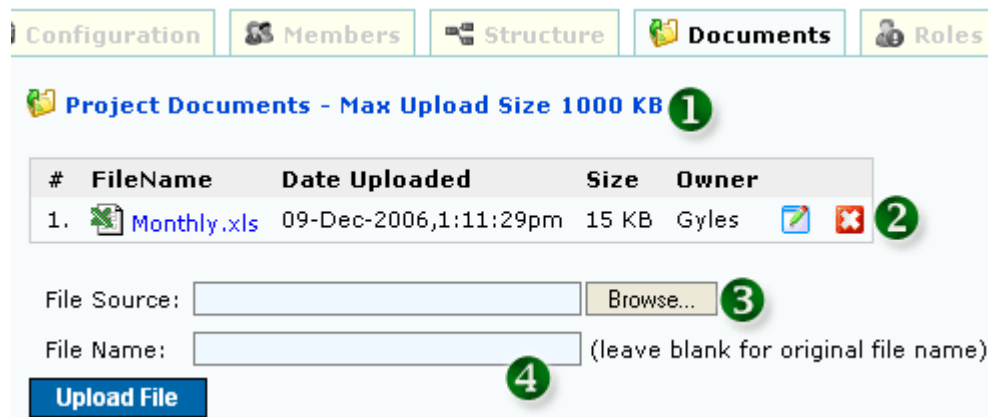 Configuration Members Structure Documents Roles
Project Documents - Max Upload Size 1000 KB 1
# FileName Date Uploaded Size Owner
1. Monthly.xls 09-Dec-2006,1:11:29pm 15 KB Gyles 2
File Source: Browse... 3
File Name: (leave blank for original file name)
4
Upload File